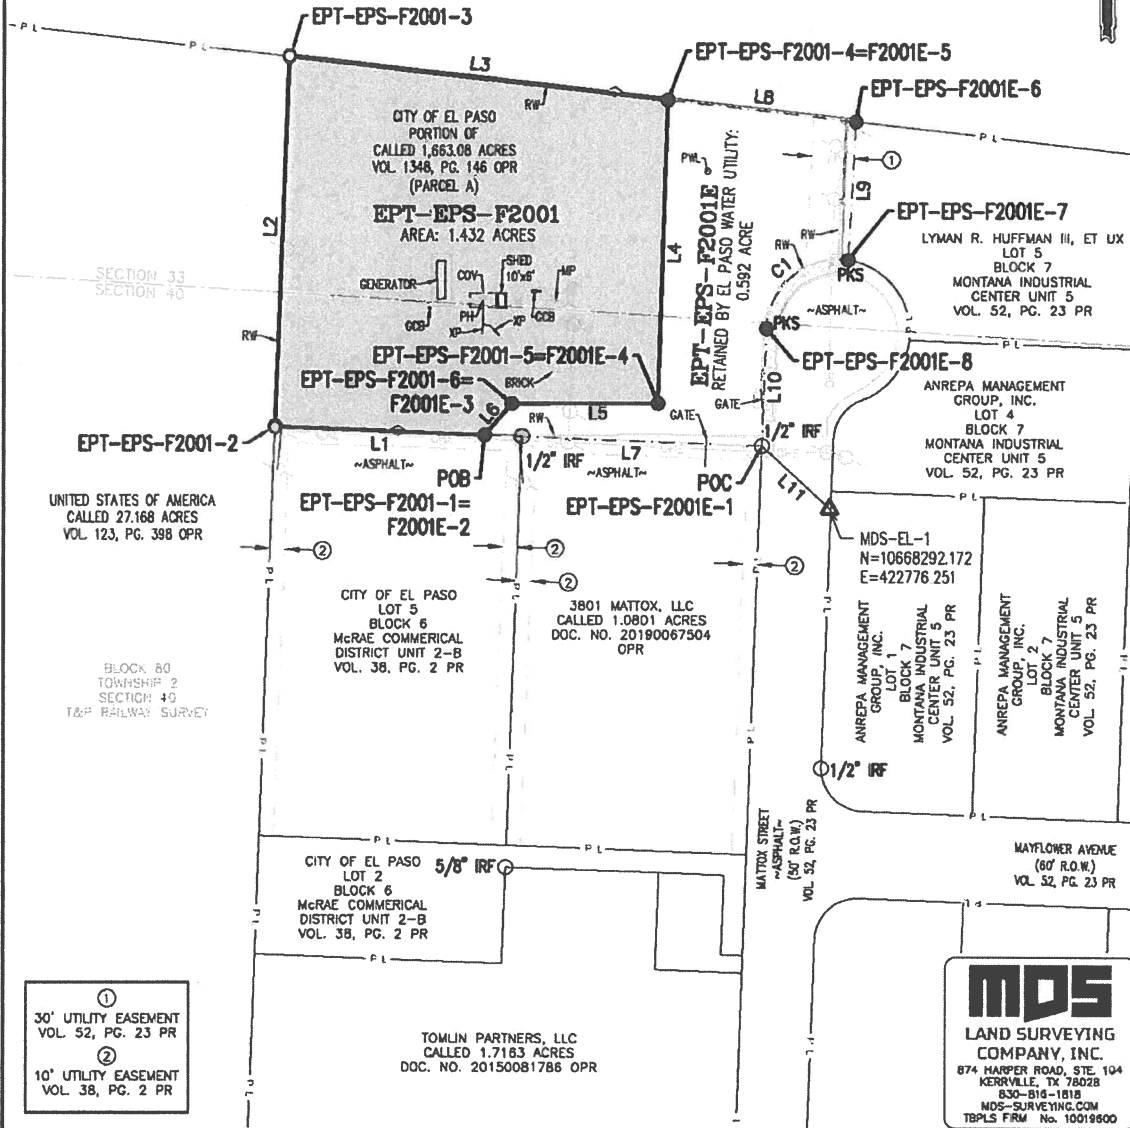 EPT-EPS-F2001-3
P L
P L
L3
EPT-EPS-F2001-4=F2001E-5
L8
EPT-EPS-F2001E-6
P L
RW
CITY OF EL PASO
PORTION OF
CALLED 1,663.08 ACRES
VOL. 1348, PG. 146 OPR
(PARCEL A)
EPT-EPS-F2001
AREA: 1.432 ACRES
L2
L4
PWL
EPT-EPS-F2001E
RETAINED BY EL PASO WATER UTILITY:
0.592 ACRE
①
L9
RW
EPT-EPS-F2001E-7
LYMAN R. HUFFMAN III, ET UX
LOT 5
BLOCK 7
MONTANA INDUSTRIAL
CENTER UNIT 5
VOL. 52, PG. 23 PR
RW
C1
PKS
SECTION 33
SECTION 40
GENERATOR
COV
SHED
10'x6'
MP
GCB
PH
XP
XP
GCB
~ASPHALT~
PKS
P L
P L
RW
EPT-EPS-F2001-5=F2001E-4
EPT-EPS-F2001E-8
EPT-EPS-F2001-6=
F2001E-3
BRICK
L6
L5
RW
GATE
GATE
L10
ANREPA MANAGEMENT
GROUP, INC.
LOT 4
BLOCK 7
MONTANA INDUSTRIAL
CENTER UNIT 5
VOL. 52, PG. 23 PR
EPT-EPS-F2001-2
L1
~ASPHALT~
1/2" IRF
L7
~ASPHALT~
1/2" IRF
POB
EPT-EPS-F2001-1=
F2001E-2
POC
EPT-EPS-F2001E-1
L11
P L
UNITED STATES OF AMERICA
CALLED 27.168 ACRES
VOL. 123, PG. 398 OPR
②
②
②
②
MDS-EL-1
N=10668292.172
E=422776.251
P L
P L
P L
P L
CITY OF EL PASO
LOT 5
BLOCK 6
McRAE COMMERICAL
DISTRICT UNIT 2-B
VOL. 38, PG. 2 PR
3801 MATTOX, LLC
CALLED 1.0801 ACRES
DOC. NO. 20190067504
OPR
ANREPA MANAGEMENT
GROUP, INC.
LOT 1
BLOCK 7
MONTANA INDUSTRIAL
CENTER UNIT 5
VOL. 52, PG. 23 PR
ANREPA MANAGEMENT
GROUP, INC.
LOT 2
BLOCK 7
MONTANA INDUSTRIAL
CENTER UNIT 5
VOL. 52, PG. 23 PR
P L
BLOCK 80
TOWNSHIP 2
SECTION 40
T&P RAILWAY SURVEY
P L
P L
P L
1/2" IRF
P L
P L
P L
MATTOX STREET
~ASPHALT~
(50' R.O.W.)
VOL. 52, PG. 23 PR
MAYFLOWER AVENUE
(60' R.O.W.)
VOL. 52, PG. 23 PR
CITY OF EL PASO
LOT 2
BLOCK 6
McRAE COMMERICAL
DISTRICT UNIT 2-B
VOL. 38, PG. 2 PR
5/8" IRF
P L
P L
P L
①
30' UTILITY EASEMENT
VOL. 52, PG. 23 PR
②
10' UTILITY EASEMENT
VOL. 38, PG. 2 PR
TOMLIN PARTNERS, LLC
CALLED 1.7163 ACRES
DOC. NO. 20150081786 OPR
P L
P L
MDS
LAND SURVEYING
COMPANY, INC.
874 HARPER ROAD, STE. 104
KERRVILLE, TX 78028
830-816-1818
MDS-SURVEYING.COM
TBPLS FIRM No. 10019600